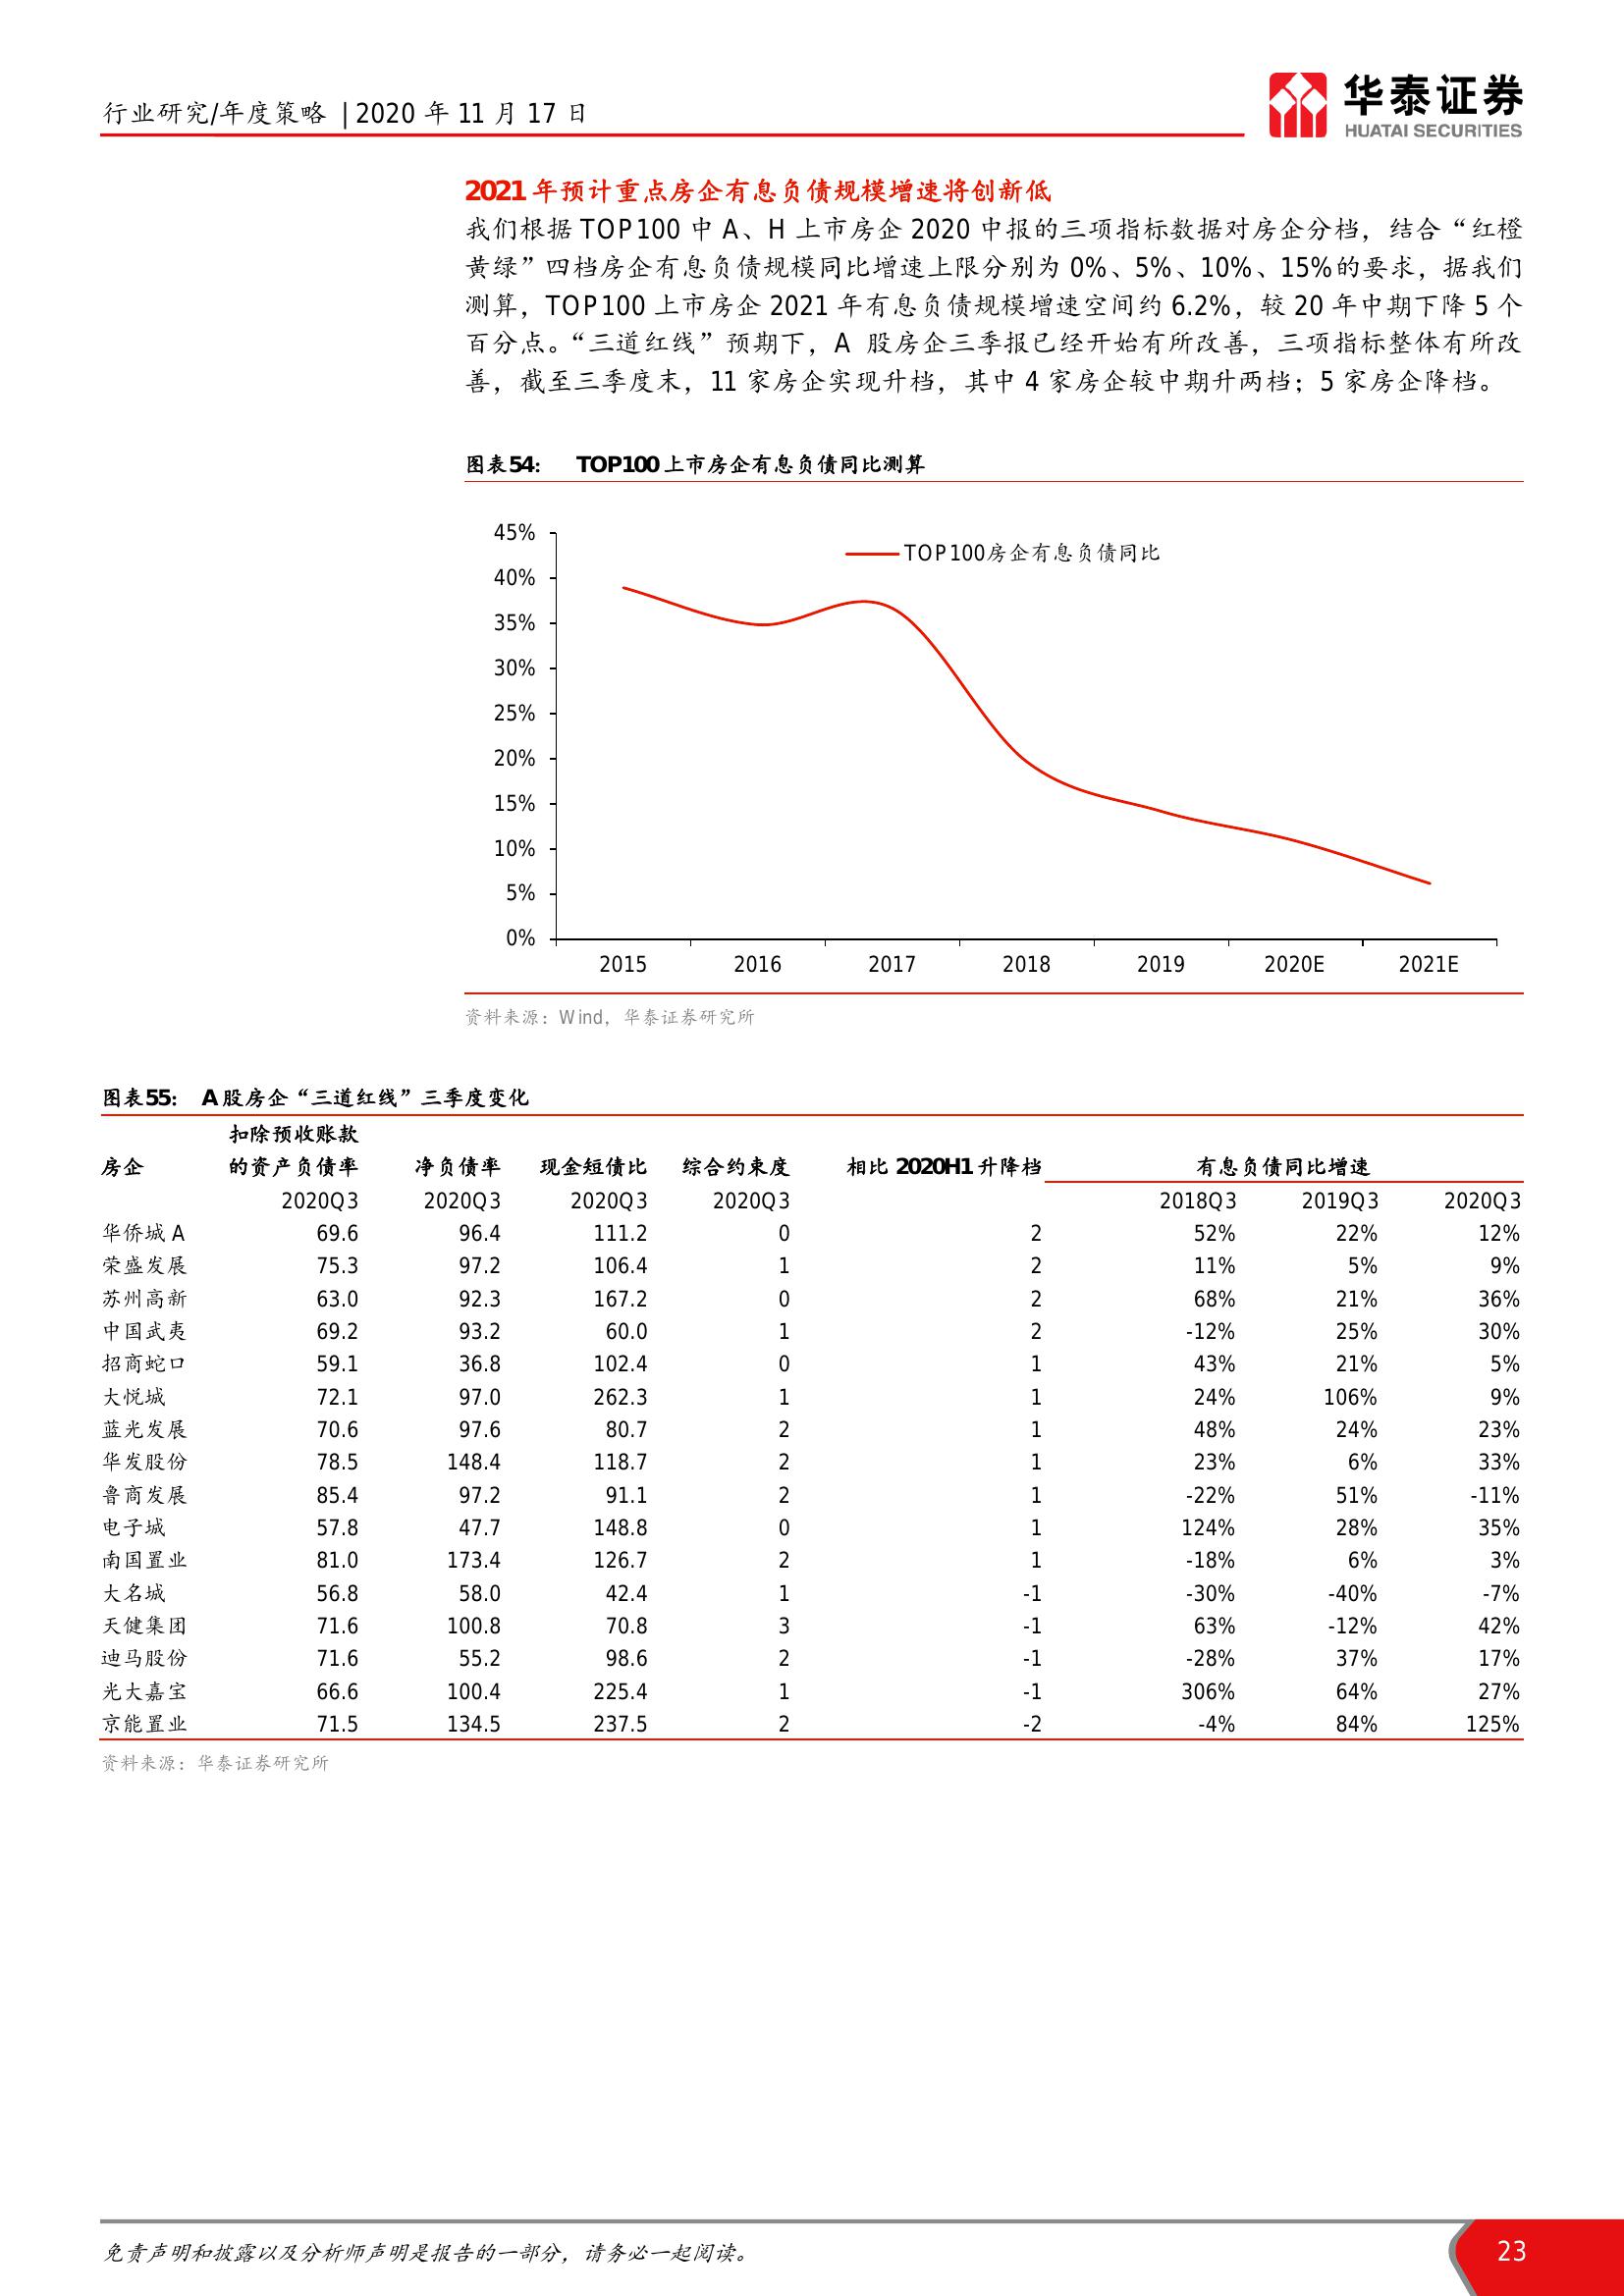 行业研究/年度策略 | 2020 年 11 月 17 日
华泰证券
HUATAI SECURITIES
2021 年预计重点房企有息负债规模增速将创新低
我们根据 TOP100 中 A、H 上市房企 2020 中报的三项指标数据对房企分档，结合“红橙
黄绿”四档房企有息负债规模同比增速上限分别为 0%、5%、10%、15%的要求，据我们
测算，TOP100 上市房企 2021 年有息负债规模增速空间约 6.2%，较 20 年中期下降 5 个
百分点。“三道红线”预期下，A 股房企三季报已经开始有所改善，三项指标整体有所改
善，截至三季度末，11 家房企实现升档，其中 4 家房企较中期升两档；5 家房企降档。
图表54: TOP100 上市房企有息负债同比测算
TOP100房企有息负债同比
45%
40%
35%
30%
25%
20%
15%
10%
5%
0%
2015 2016 2017 2018 2019 2020E 2021E
资料来源：Wind，华泰证券研究所
图表55: A 股房企“三道红线”三季度变化
扣除预收账款
房企 的资产负债率 净负债率 现金短债比 综合约束度 相比 2020H1 升降档 有息负债同比增速
2020Q3 2020Q3 2020Q3 2020Q3 2018Q3 2019Q3 2020Q3
华侨城 A 69.6 96.4 111.2 0 2 52% 22% 12%
荣盛发展 75.3 97.2 106.4 1 2 11% 5% 9%
苏州高新 63.0 92.3 167.2 0 2 68% 21% 36%
中国武夷 69.2 93.2 60.0 1 2 -12% 25% 30%
招商蛇口 59.1 36.8 102.4 0 1 43% 21% 5%
大悦城 72.1 97.0 262.3 1 1 24% 106% 9%
蓝光发展 70.6 97.6 80.7 2 1 48% 24% 23%
华发股份 78.5 148.4 118.7 2 1 23% 6% 33%
鲁商发展 85.4 97.2 91.1 2 1 -22% 51% -11%
电子城 57.8 47.7 148.8 0 1 124% 28% 35%
南国置业 81.0 173.4 126.7 2 1 -18% 6% 3%
大名城 56.8 58.0 42.4 1 -1 -30% -40% -7%
天健集团 71.6 100.8 70.8 3 -1 63% -12% 42%
迪马股份 71.6 55.2 98.6 2 -1 -28% 37% 17%
光大嘉宝 66.6 100.4 225.4 1 -1 306% 64% 27%
京能置业 71.5 134.5 237.5 2 -2 -4% 84% 125%
资料来源：华泰证券研究所
免责声明和披露以及分析师声明是报告的一部分，请务必一起阅读。
23